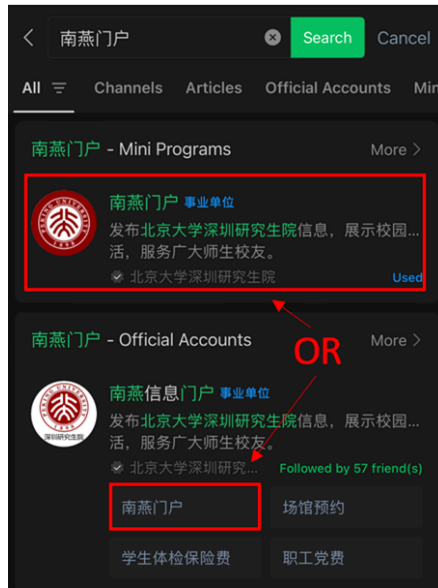 南燕门户
Search
Cancel
All
Channels
Articles
Official Accounts
Min
南燕门户 - Mini Programs
More >
南燕门户 事业单位
发布北京大学深圳研究生院信息，展示校园...
活，服务广大师生校友。
北京大学深圳研究生院
Used
南燕门户 - Official Accounts
More >
OR
南燕信息门户 事业单位
发布北京大学深圳研究生院信息，展示校园...
活，服务广大师生校友。
北京大学深圳研究...
Followed by 57 friend(s)
深圳研究生院
南燕门户
场馆预约
学生体检保险费
职工党费